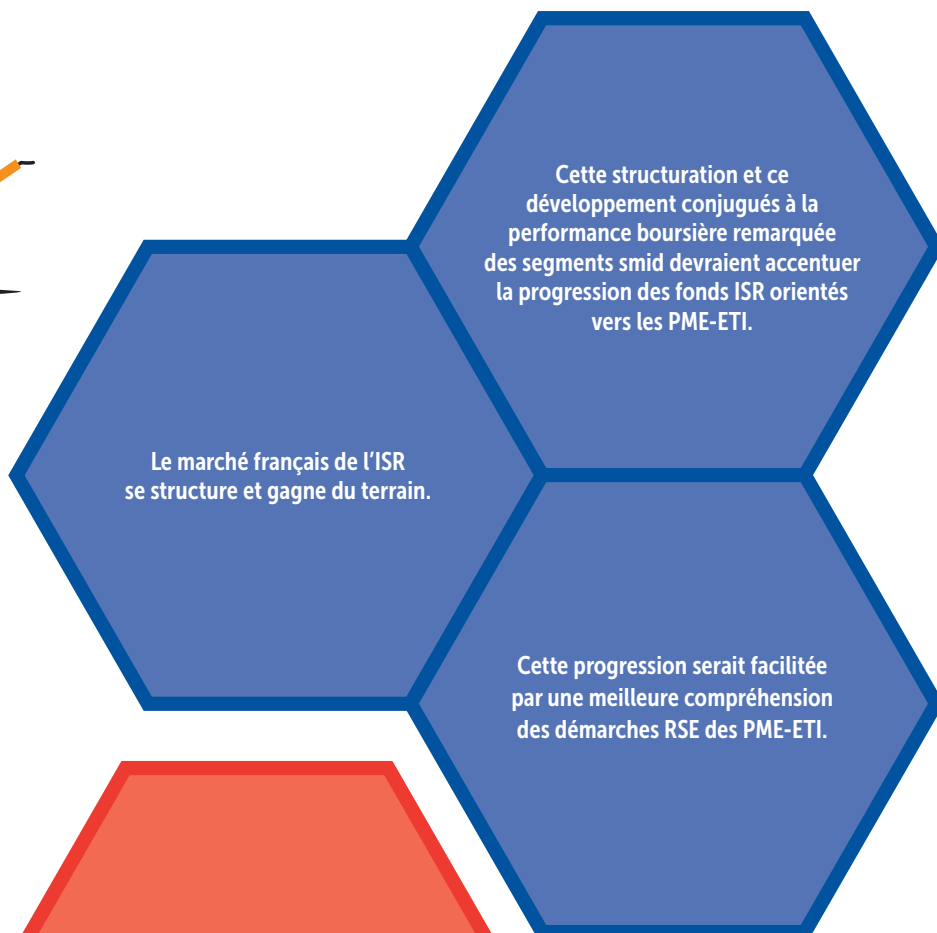 Cette structuration et ce
développement conjugués à la
performance boursière remarquée
des segments smid devraient accentuer
la progression des fonds ISR orientés
vers les PME-ETI.
Le marché français de l’ISR
se structure et gagne du terrain.
Cette progression serait facilitée
par une meilleure compréhension
des démarches RSE des PME-ETI.